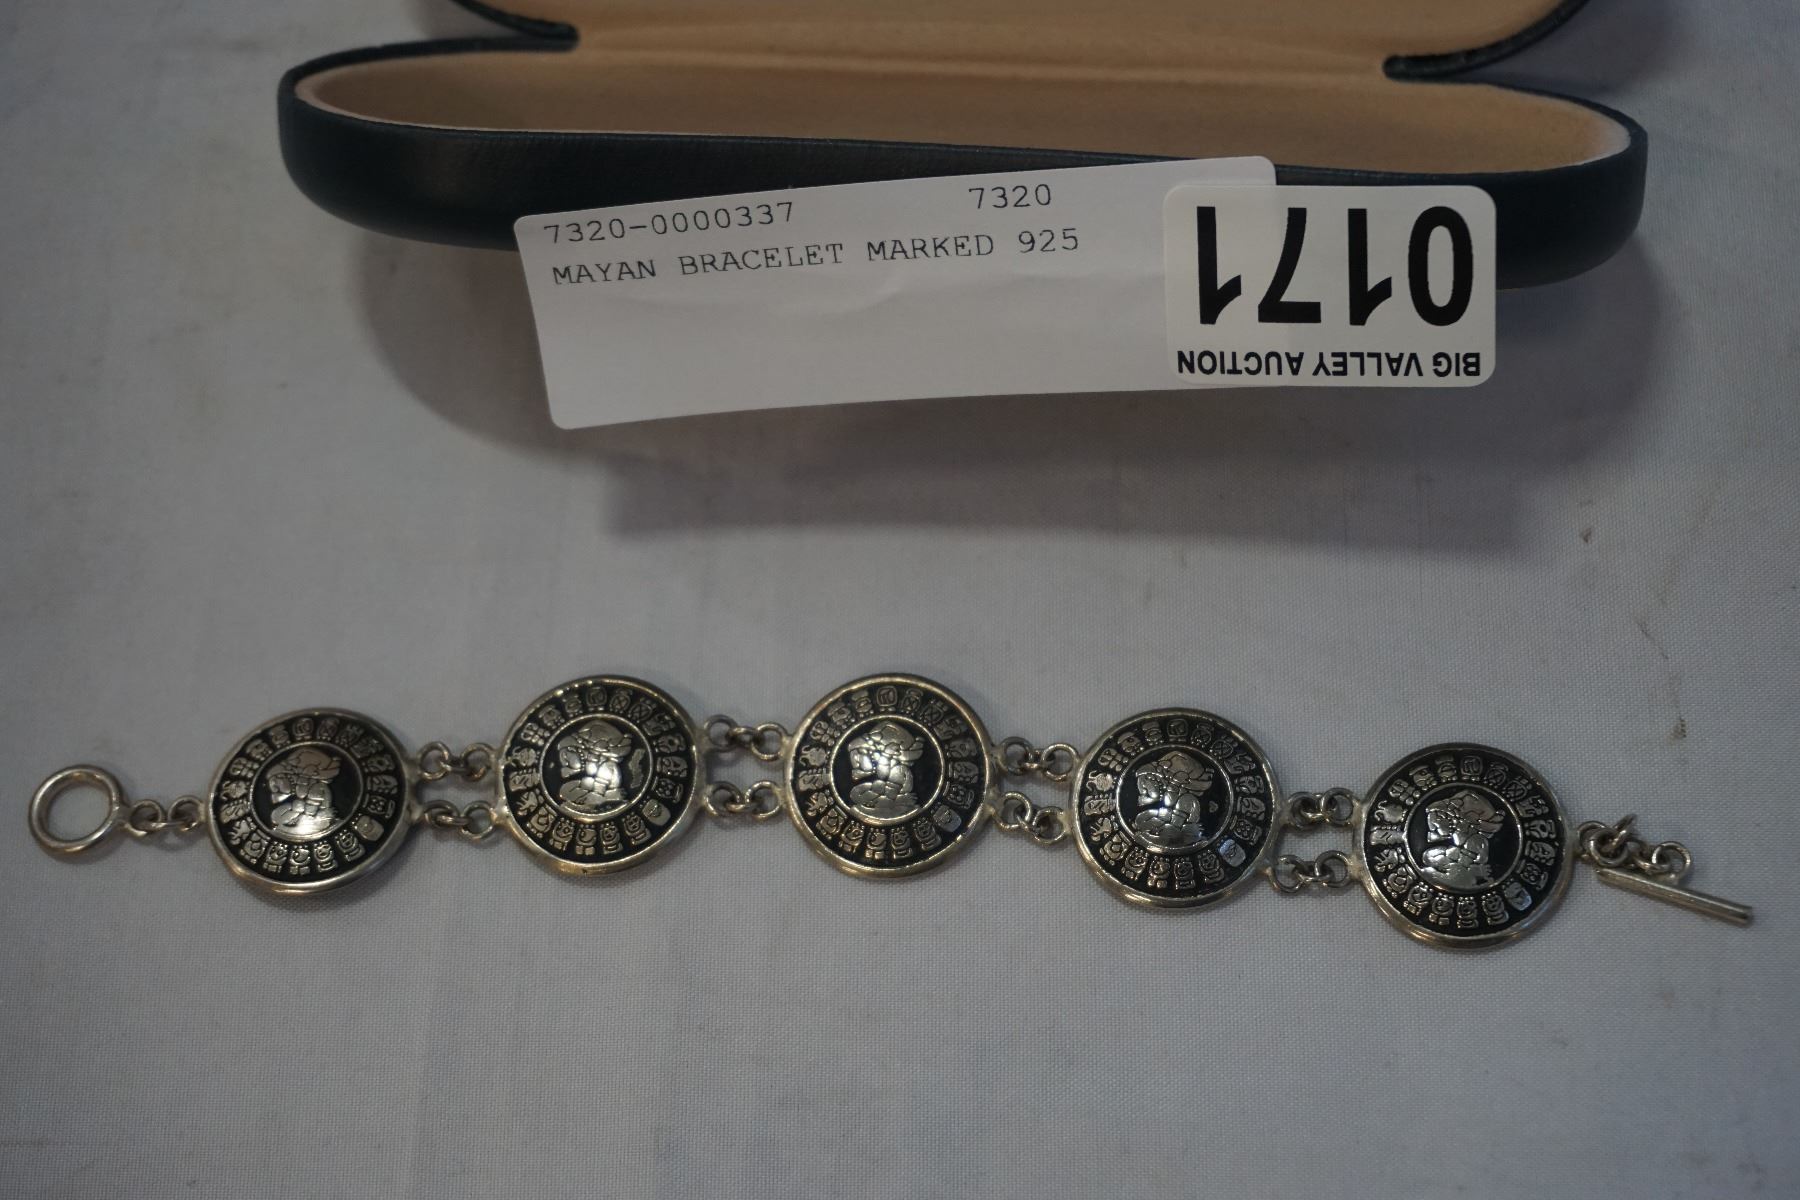 7320-0000337 7320
MAYAN BRACELET MARKED 925
BIG VALLEY AUCTION
0171